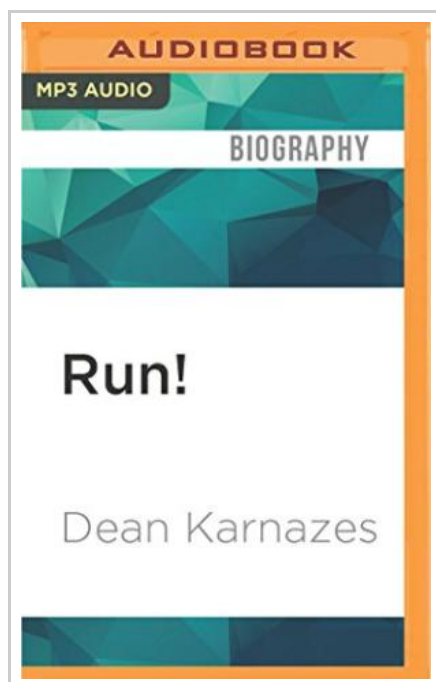 AUDIOBOOK
MP3 AUDIO
BIOGRAPHY
Run!
Dean Karnazes